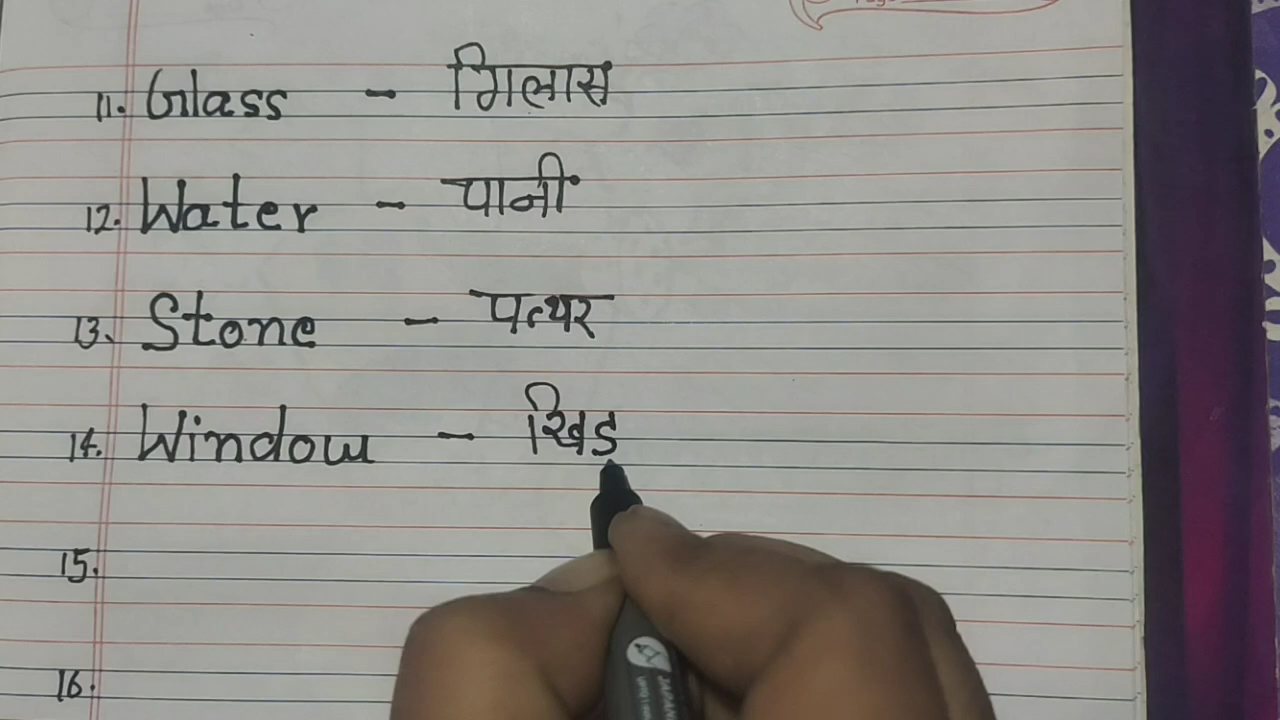 11. Glass - गिलास
12. Water - पानी
13. Stone - पत्थर
14. Window - खिड
15.
16.